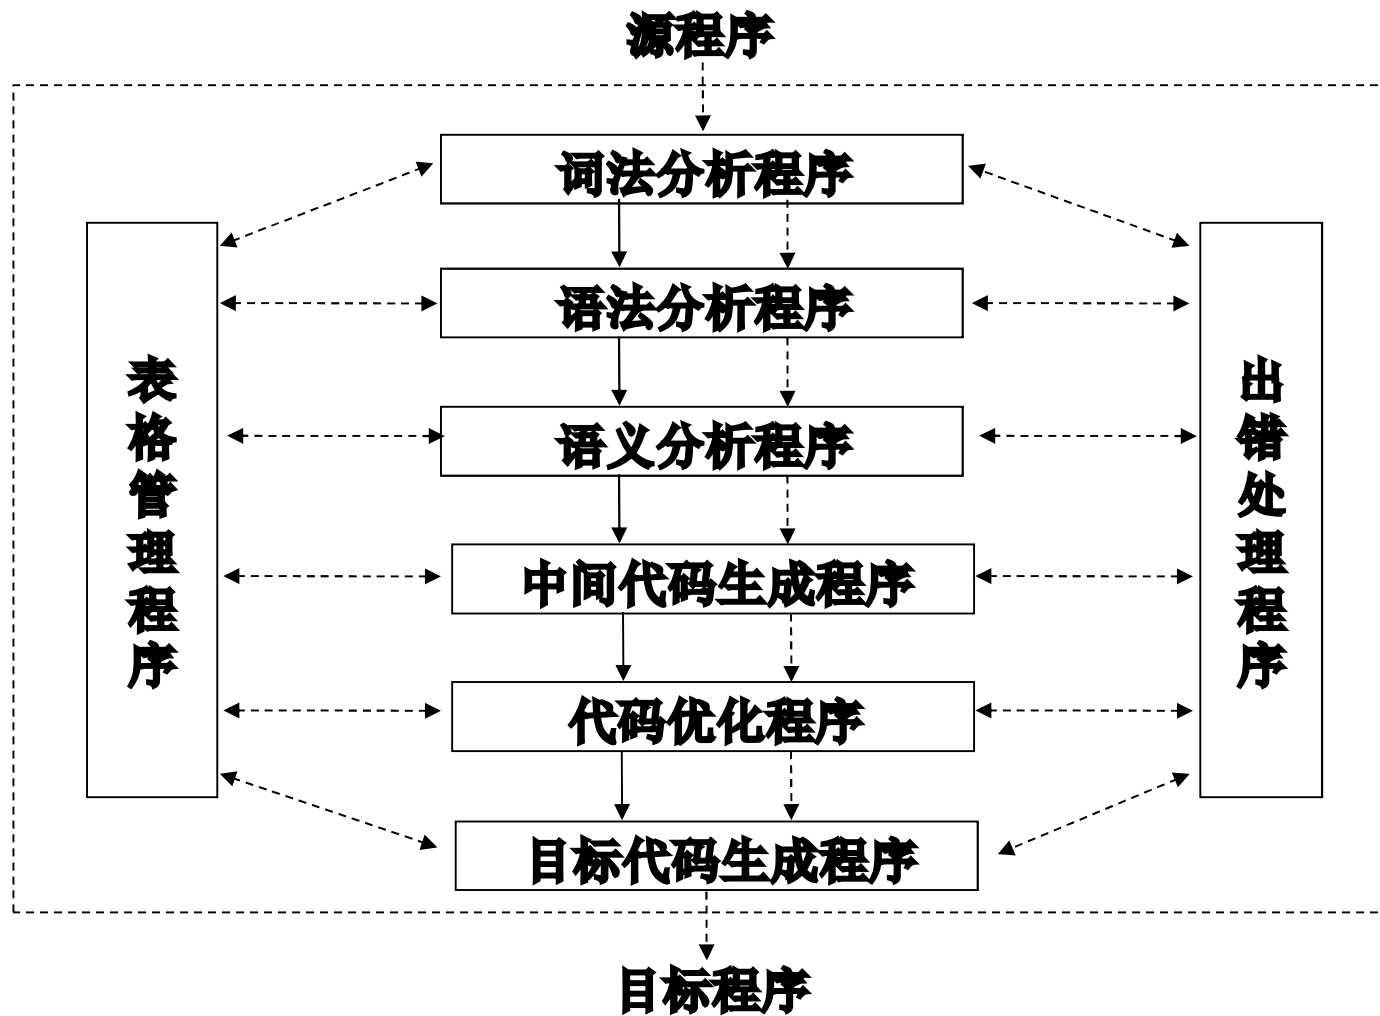 源程序
词法分析程序
语法分析程序
语义分析程序
中间代码生成程序
代码优化程序
目标代码生成程序
表格管理程序
出错处理程序
目标程序